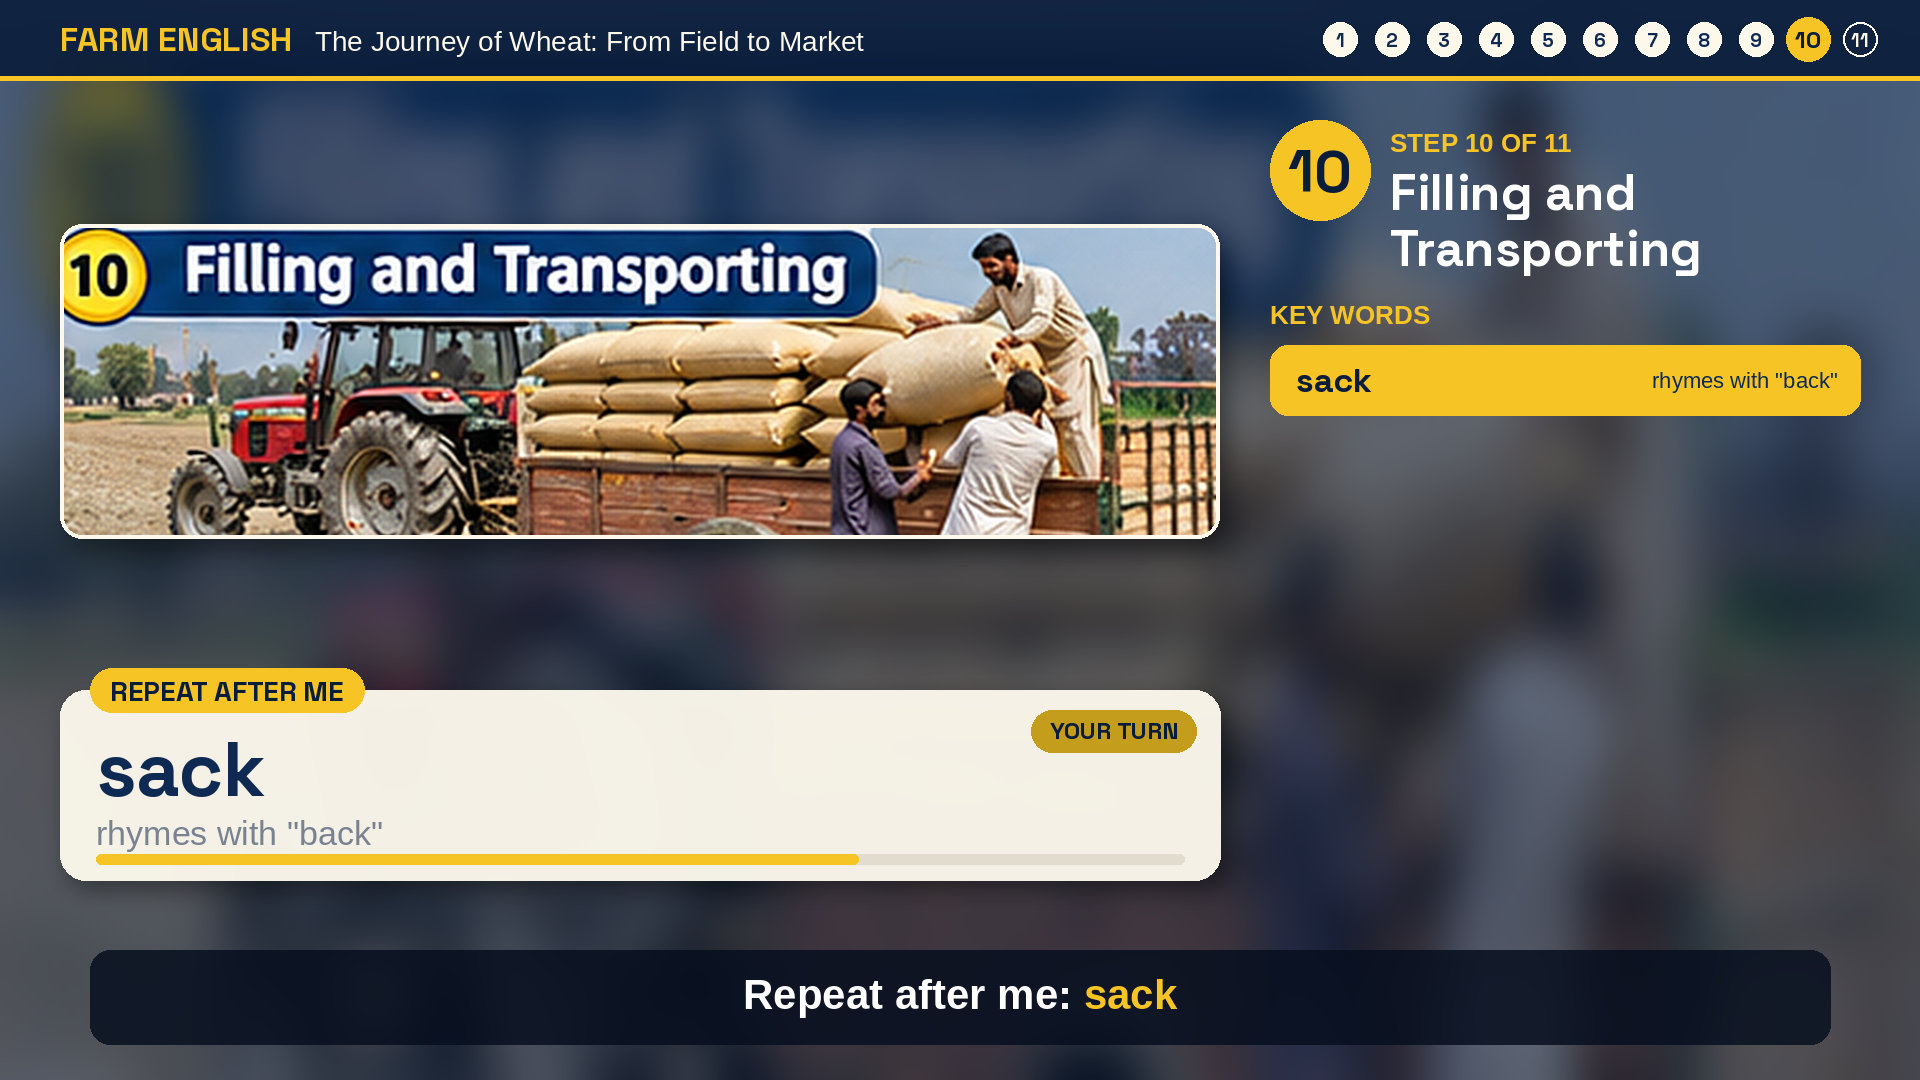 FARM ENGLISH The Journey of Wheat: From Field to Market 1 2 3 4 5 6 7 8 9 10 11
10 STEP 10 OF 11
Filling and
Transporting
KEY WORDS
sack rhymes with "back"
10 Filling and Transporting
REPEAT AFTER ME
YOUR TURN
sack
rhymes with "back"
Repeat after me: sack